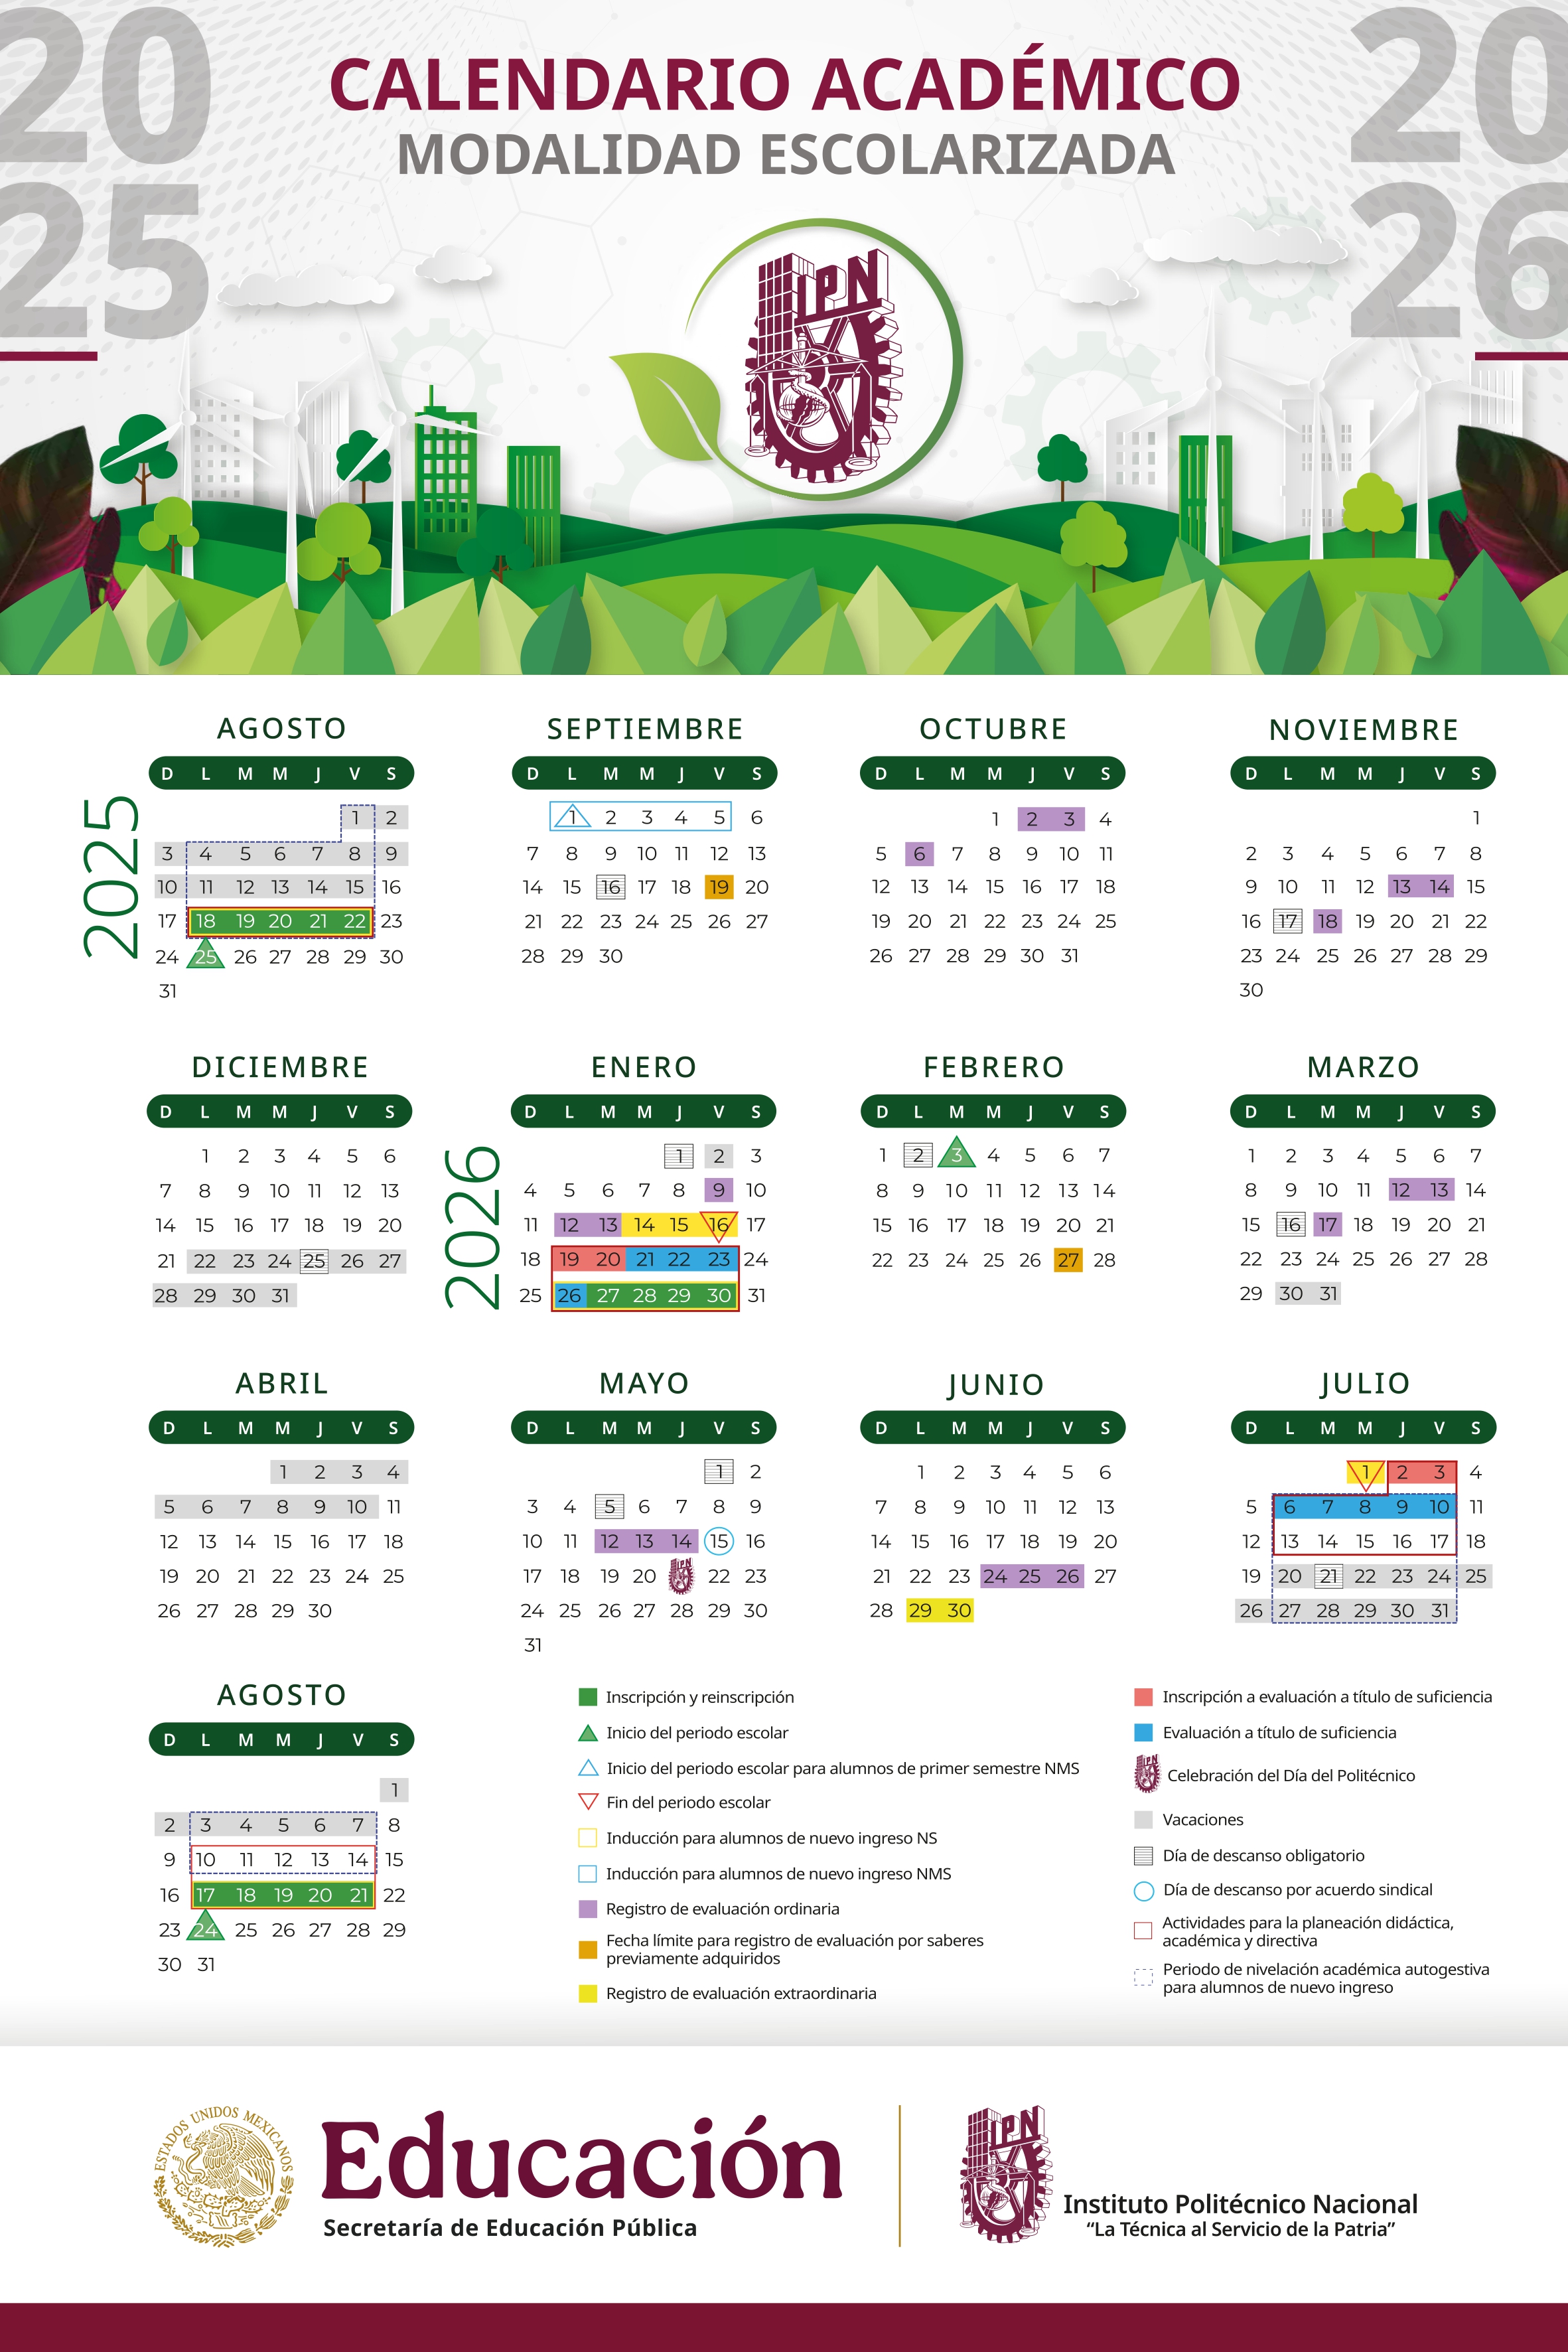 20
25
20
26
CALENDARIO ACADÉMICO
MODALIDAD ESCOLARIZADA
IPN
2025
AGOSTO
D L M M J V S
1 2
3 4 5 6 7 8 9
10 11 12 13 14 15 16
17 18 19 20 21 22 23
24 25 26 27 28 29 30
31
SEPTIEMBRE
D L M M J V S
1 2 3 4 5 6
7 8 9 10 11 12 13
14 15 16 17 18 19 20
21 22 23 24 25 26 27
28 29 30
OCTUBRE
D L M M J V S
1 2 3 4
5 6 7 8 9 10 11
12 13 14 15 16 17 18
19 20 21 22 23 24 25
26 27 28 29 30 31
NOVIEMBRE
D L M M J V S
1
2 3 4 5 6 7 8
9 10 11 12 13 14 15
16 17 18 19 20 21 22
23 24 25 26 27 28 29
30
DICIEMBRE
D L M M J V S
1 2 3 4 5 6
7 8 9 10 11 12 13
14 15 16 17 18 19 20
21 22 23 24 25 26 27
28 29 30 31
2026
ENERO
D L M M J V S
1 2 3
4 5 6 7 8 9 10
11 12 13 14 15 16 17
18 19 20 21 22 23 24
25 26 27 28 29 30 31
FEBRERO
D L M M J V S
1 2 3 4 5 6 7
8 9 10 11 12 13 14
15 16 17 18 19 20 21
22 23 24 25 26 27 28
MARZO
D L M M J V S
1 2 3 4 5 6 7
8 9 10 11 12 13 14
15 16 17 18 19 20 21
22 23 24 25 26 27 28
29 30 31
ABRIL
D L M M J V S
1 2 3 4
5 6 7 8 9 10 11
12 13 14 15 16 17 18
19 20 21 22 23 24 25
26 27 28 29 30
MAYO
D L M M J V S
1 2
3 4 5 6 7 8 9
10 11 12 13 14 15 16
17 18 19 20 IPN 22 23
24 25 26 27 28 29 30
31
JUNIO
D L M M J V S
1 2 3 4 5 6
7 8 9 10 11 12 13
14 15 16 17 18 19 20
21 22 23 24 25 26 27
28 29 30
JULIO
D L M M J V S
1 2 3 4
5 6 7 8 9 10 11
12 13 14 15 16 17 18
19 20 21 22 23 24 25
26 27 28 29 30 31
AGOSTO
D L M M J V S
1
2 3 4 5 6 7 8
9 10 11 12 13 14 15
16 17 18 19 20 21 22
23 24 25 26 27 28 29
30 31
Inscripción y reinscripción
Inicio del periodo escolar
Inicio del periodo escolar para alumnos de primer semestre NMS
Fin del periodo escolar
Inducción para alumnos de nuevo ingreso NS
Inducción para alumnos de nuevo ingreso NMS
Registro de evaluación ordinaria
Fecha límite para registro de evaluación por saberes
previamente adquiridos
Registro de evaluación extraordinaria
Inscripción a evaluación a título de suficiencia
Evaluación a título de suficiencia
IPN
Celebración del Día del Politécnico
Vacaciones
Día de descanso obligatorio
Día de descanso por acuerdo sindical
Actividades para la planeación didáctica,
académica y directiva
Periodo de nivelación académica autogestiva
para alumnos de nuevo ingreso
ESTADOS UNIDOS MEXICANOS
Educación
Secretaría de Educación Pública
IPN
Instituto Politécnico Nacional
“La Técnica al Servicio de la Patria”